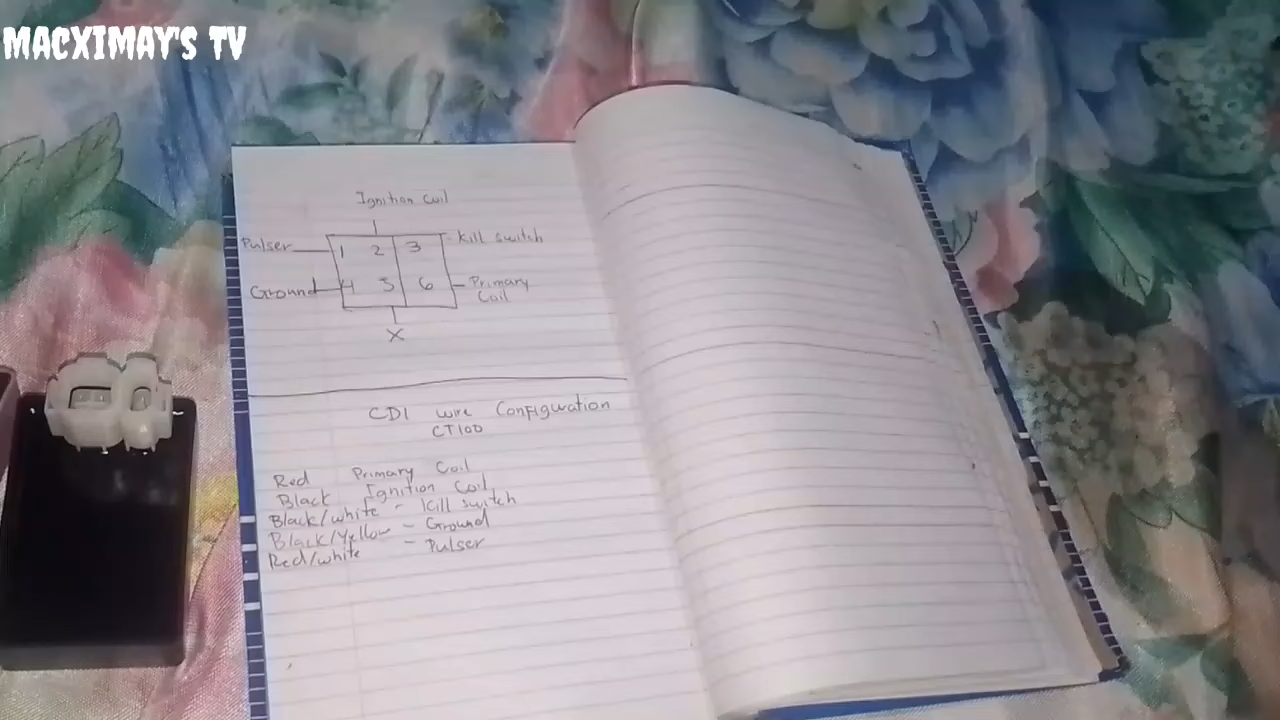 MACXIMAY'S TV
Ignition Coil
Pulser 1 2 3 - Kill switch
Ground 4 5 6 Primary
Coil
X
CDI wire Configuration
CT100
Red Primary Coil
Black Ignition Coil
Black/white - Kill switch
Black/Yellow - Ground
Red/white - Pulser